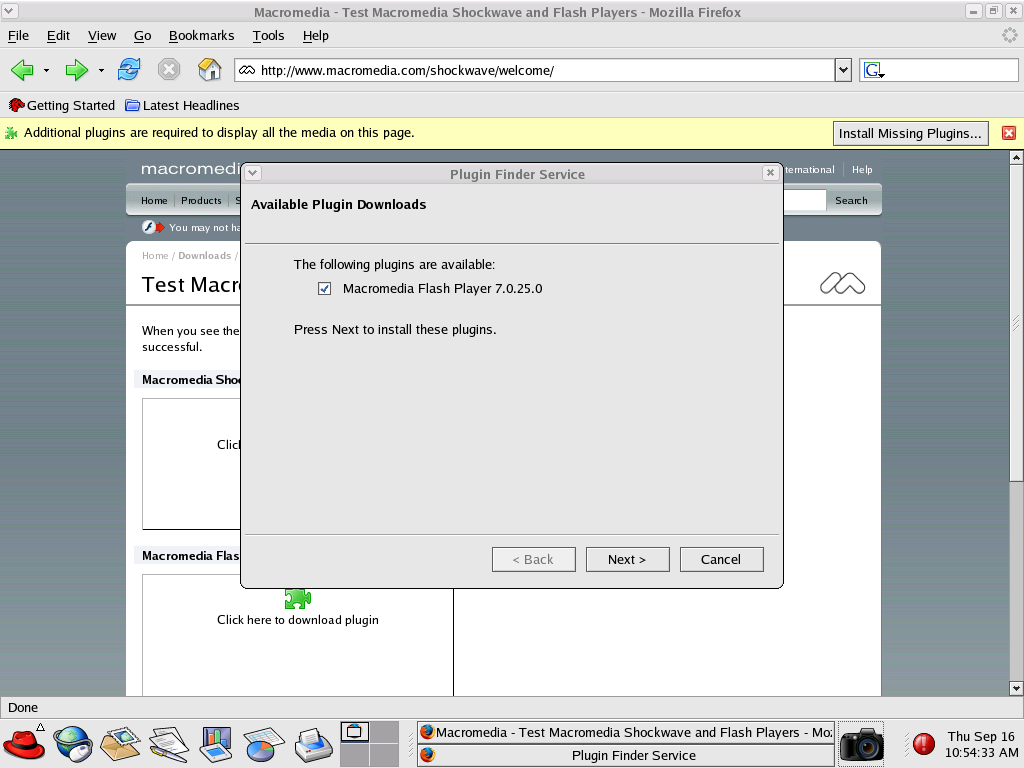 Macromedia - Test Macromedia Shockwave and Flash Players - Mozilla Firefox
File Edit View Go Bookmarks Tools Help
http://www.macromedia.com/shockwave/welcome/
G
Getting Started Latest Headlines
Additional plugins are required to display all the media on this page. Install Missing Plugins...
macromedi
ternational Help
Home Products S
Search
You may not ha
Home / Downloads /
Test Macro
When you see the
successful.
Macromedia Shoc
Clic
Macromedia Flas
Click here to download plugin
Plugin Finder Service
Available Plugin Downloads
The following plugins are available:
Macromedia Flash Player 7.0.25.0
Press Next to install these plugins.
< Back Next > Cancel
Done
Macromedia - Test Macromedia Shockwave and Flash Players - Mo
Plugin Finder Service
Thu Sep 16
10:54:33 AM